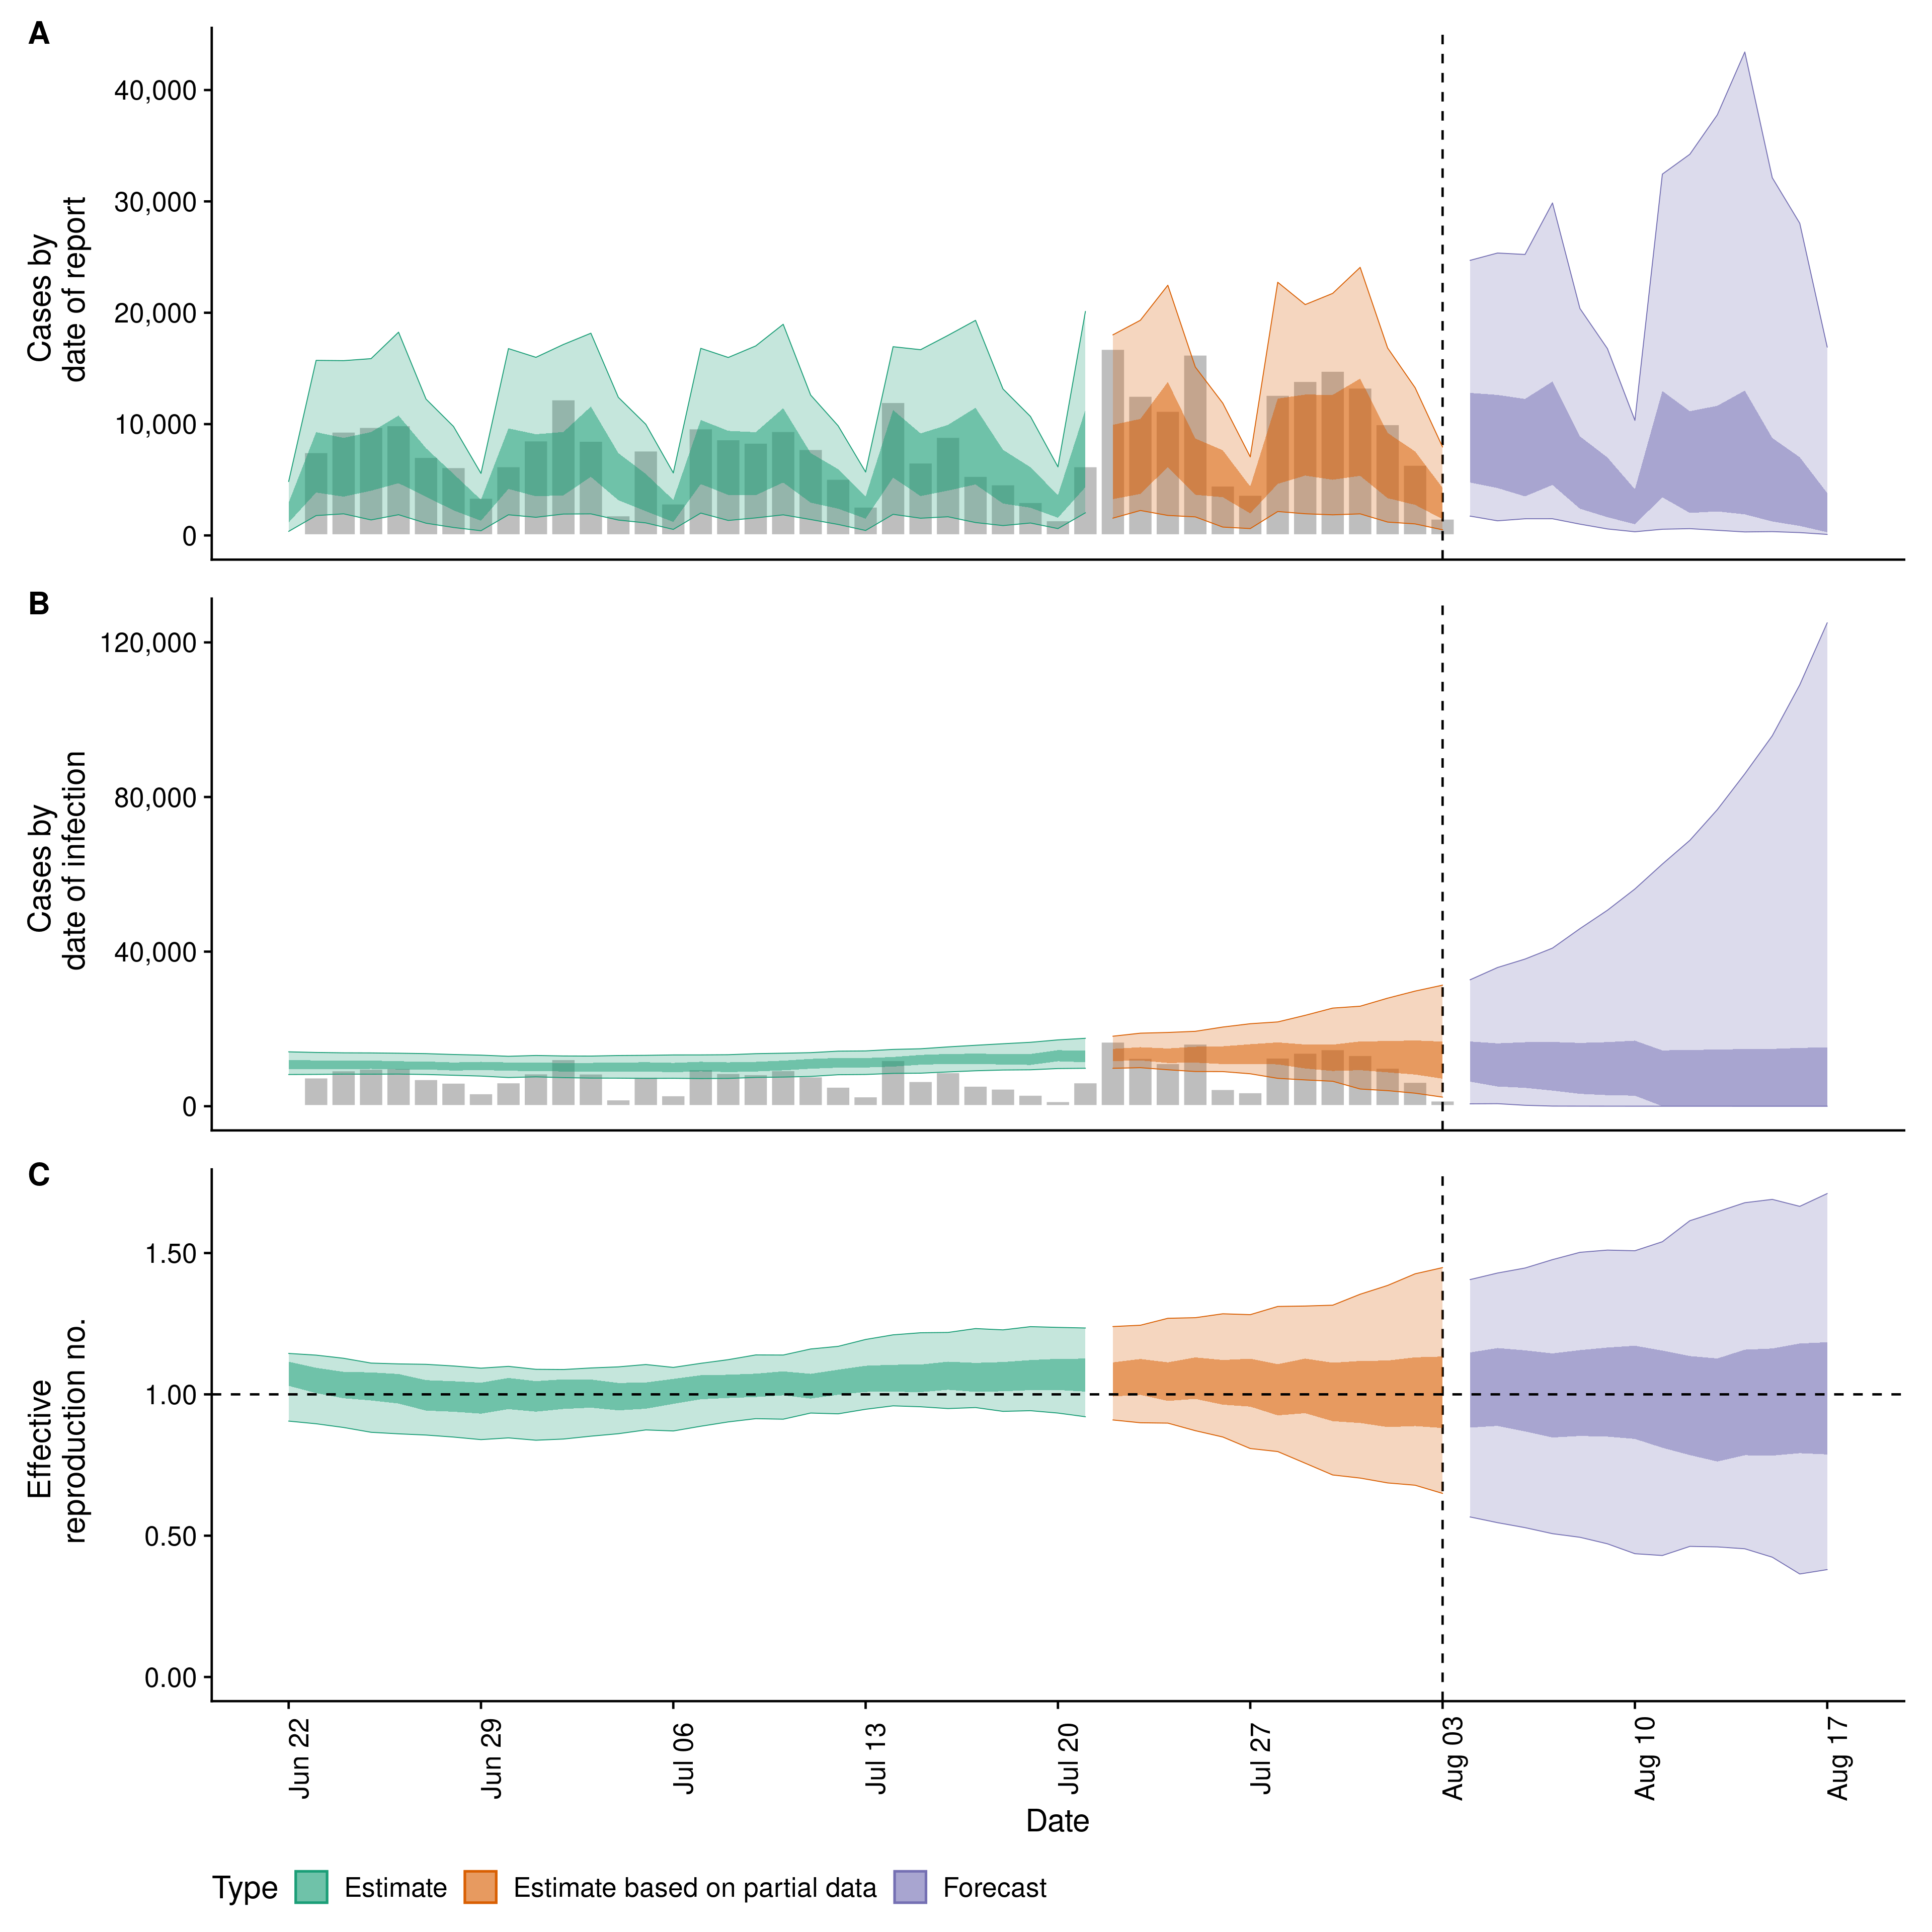 A
Cases by
date of report
40,000
30,000
20,000
10,000
0
B
Cases by
date of infection
120,000
80,000
40,000
0
C
Effective
reproduction no.
1.50
1.00
0.50
0.00
Jun 22
Jun 29
Jul 06
Jul 13
Jul 20
Jul 27
Aug 03
Aug 10
Aug 17
Date
Type Estimate Estimate based on partial data Forecast